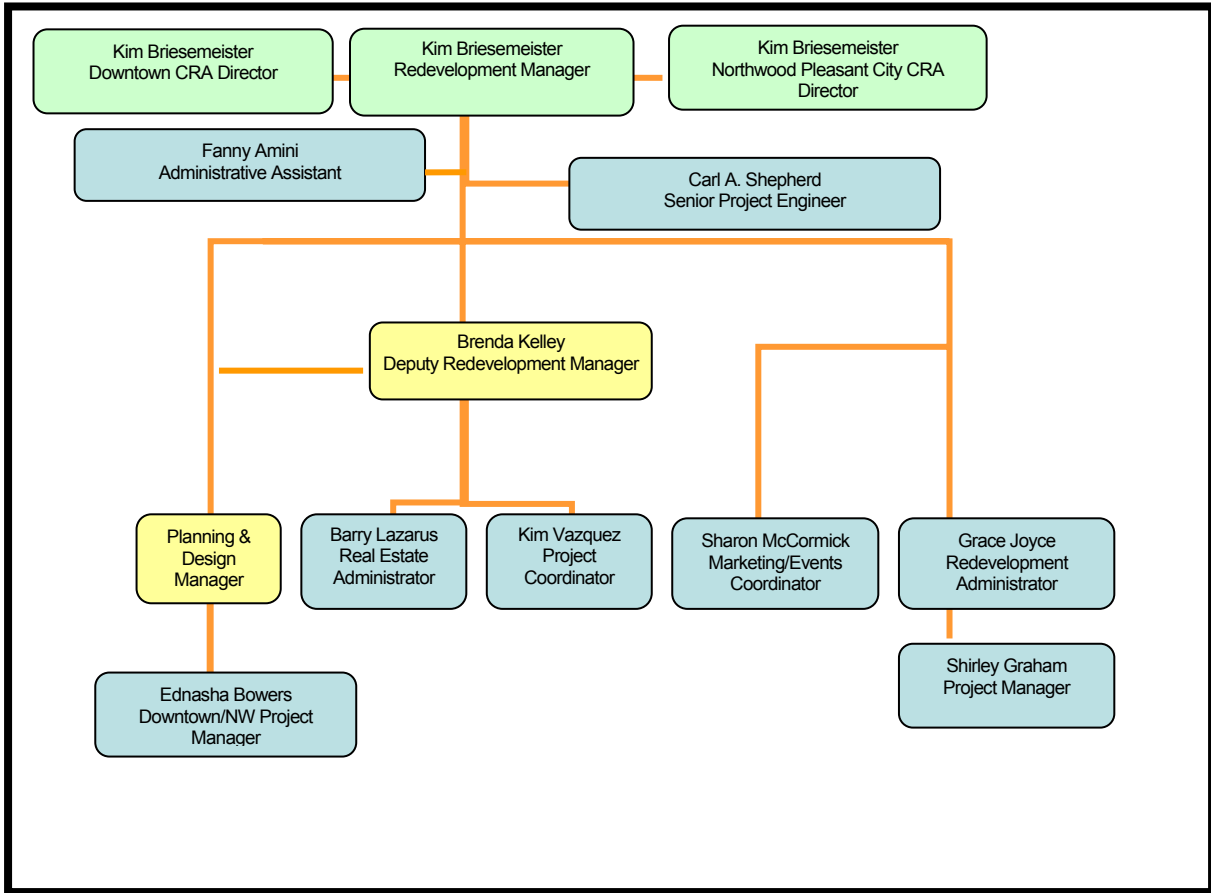 Kim Briesemeister
Downtown CRA Director
Kim Briesemeister
Redevelopment Manager
Kim Briesemeister
Northwood Pleasant City CRA
Director
Fanny Amini
Administrative Assistant
Carl A. Shepherd
Senior Project Engineer
Brenda Kelley
Deputy Redevelopment Manager
Planning &
Design
Manager
Barry Lazarus
Real Estate
Administrator
Kim Vazquez
Project
Coordinator
Sharon McCormick
Marketing/Events
Coordinator
Grace Joyce
Redevelopment
Administrator
Ednasha Bowers
Downtown/NW Project
Manager
Shirley Graham
Project Manager